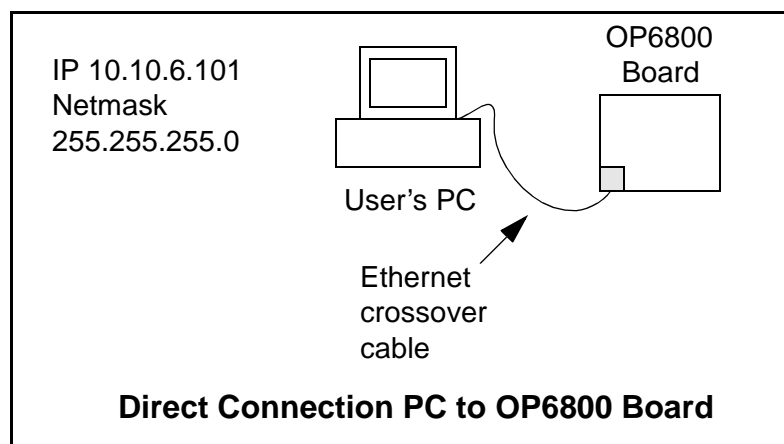 IP 10.10.6.101
Netmask
255.255.255.0
OP6800
Board
User’s PC
Ethernet
crossover
cable
Direct Connection PC to OP6800 Board